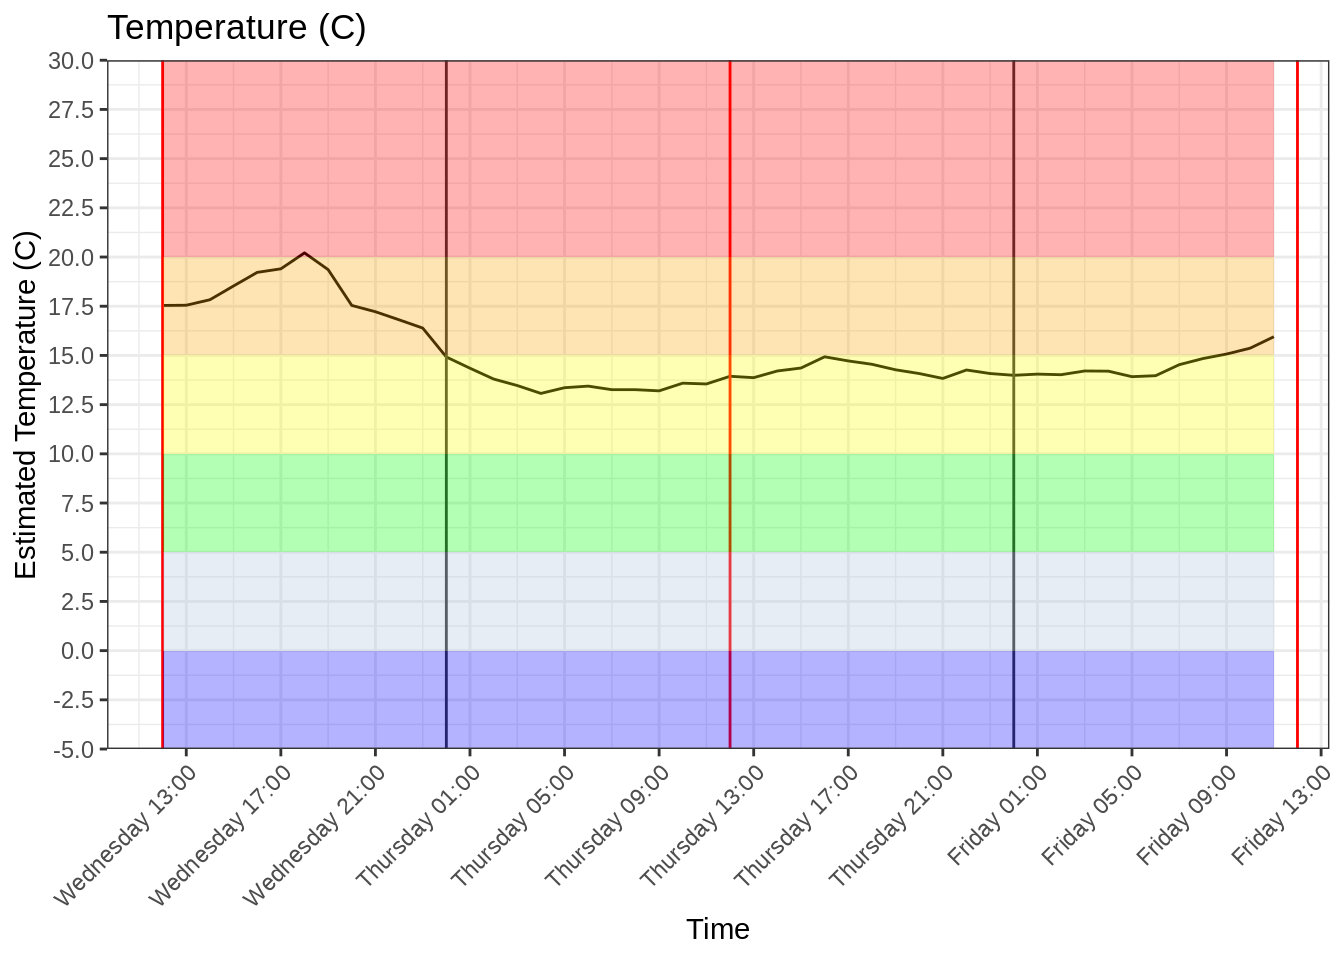 Temperature (C)
Estimated Temperature (C)
30.0
27.5
25.0
22.5
20.0
17.5
15.0
12.5
10.0
7.5
5.0
2.5
0.0
-2.5
-5.0
Wednesday 13:00
Wednesday 17:00
Wednesday 21:00
Thursday 01:00
Thursday 05:00
Thursday 09:00
Thursday 13:00
Thursday 17:00
Thursday 21:00
Friday 01:00
Friday 05:00
Friday 09:00
Friday 13:00
Time